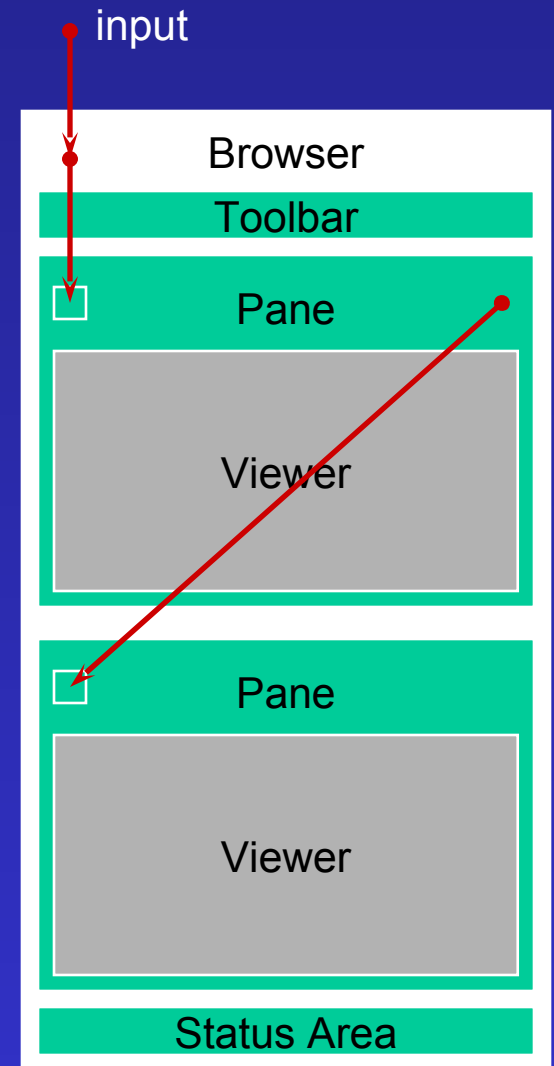 input
Browser
Toolbar
Pane
Viewer
Pane
Viewer
Status Area